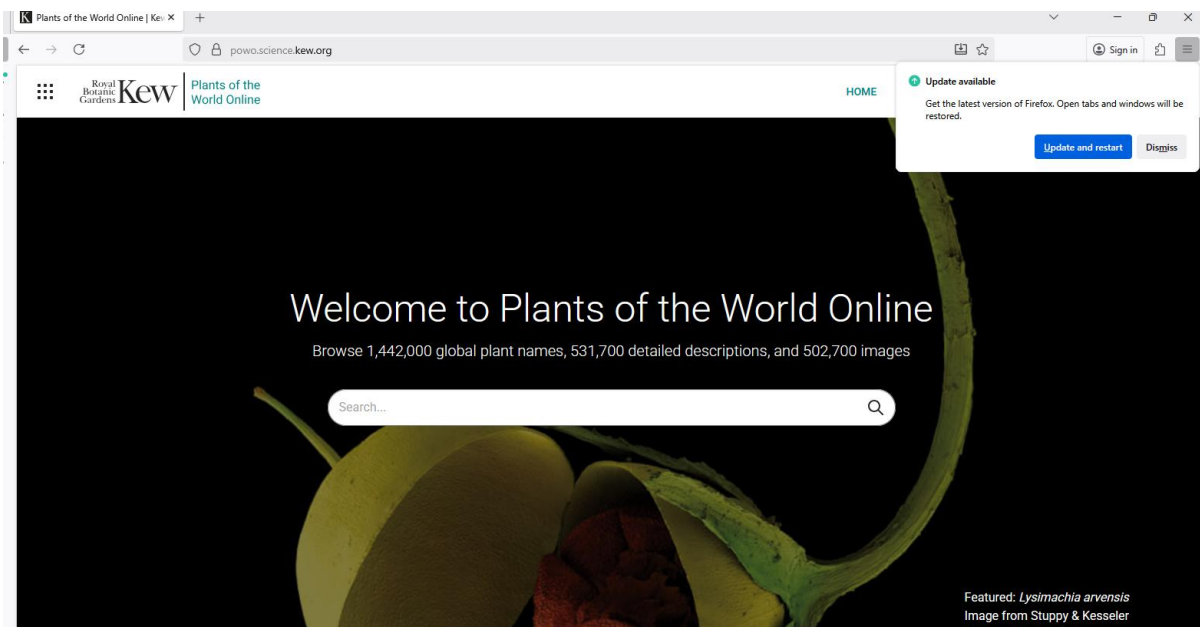 Plants of the World Online | Kew
powo.science.kew.org
Sign in
Royal
Botanic
Gardens
Kew
Plants of the
World Online
HOME
Update available
Get the latest version of Firefox. Open tabs and windows will be
restored.
Update and restart
Dismiss
Welcome to Plants of the World Online
Browse 1,442,000 global plant names, 531,700 detailed descriptions, and 502,700 images
Search...
Featured: Lysimachia arvensis
Image from Stuppy & Kesseler